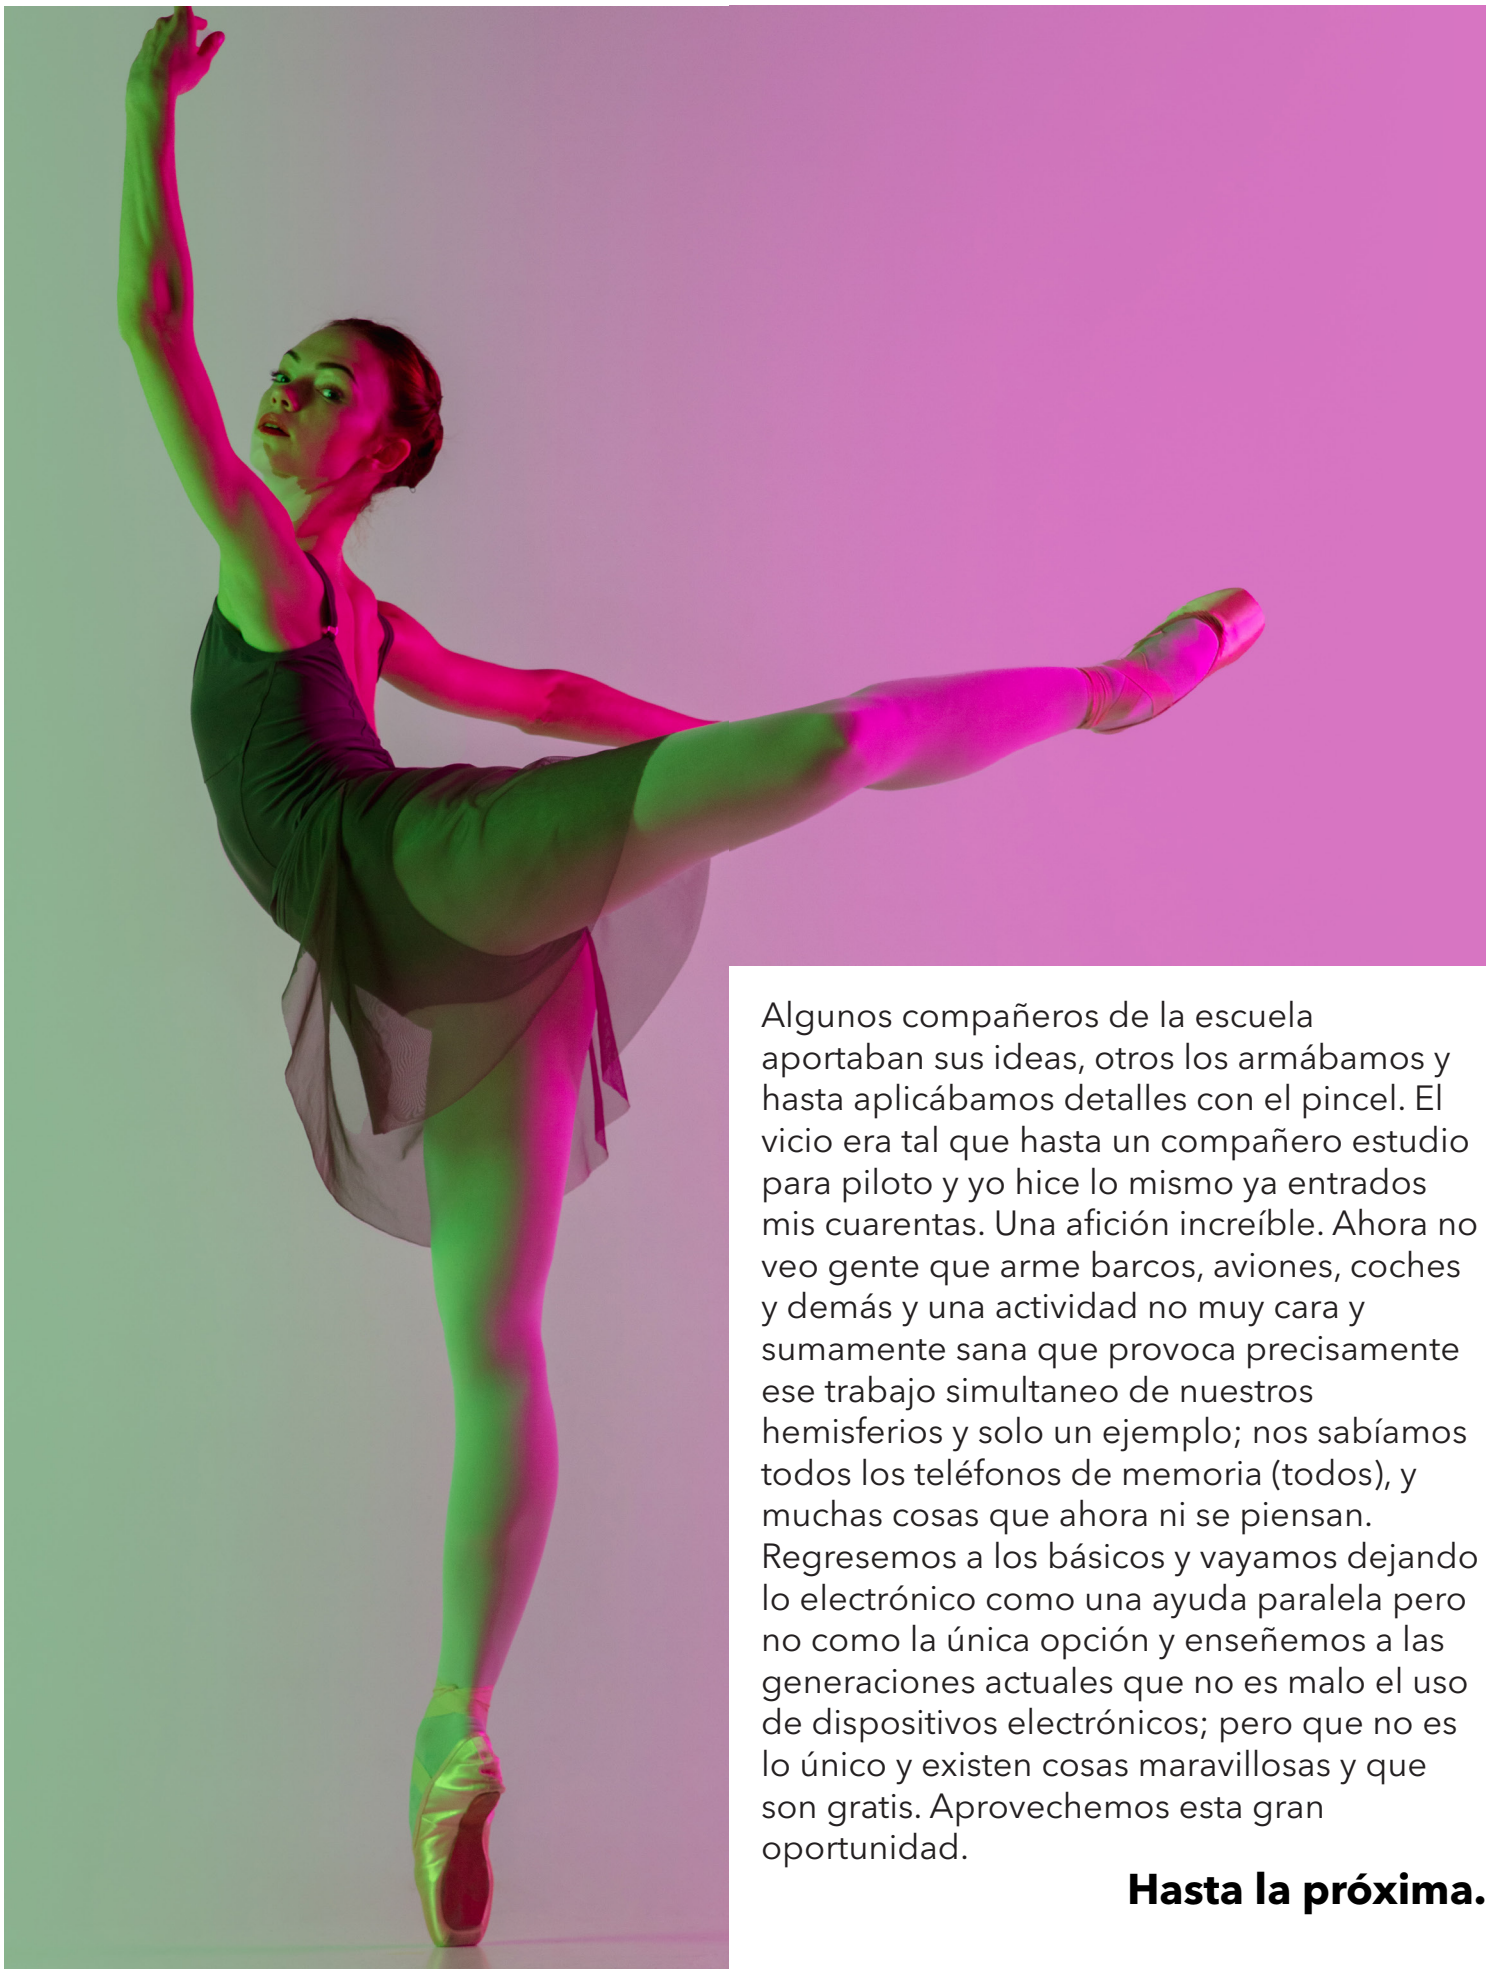 Algunos compañeros de la escuela
aportaban sus ideas, otros los armábamos y
hasta aplicábamos detalles con el pincel. El
vicio era tal que hasta un compañero estudio
para piloto y yo hice lo mismo ya entrados
mis cuarentas. Una afición increíble. Ahora no
veo gente que arme barcos, aviones, coches
y demás y una actividad no muy cara y
sumamente sana que provoca precisamente
ese trabajo simultaneo de nuestros
hemisferios y solo un ejemplo; nos sabíamos
todos los teléfonos de memoria (todos), y
muchas cosas que ahora ni se piensan.
Regresemos a los básicos y vayamos dejando
lo electrónico como una ayuda paralela pero
no como la única opción y enseñemos a las
generaciones actuales que no es malo el uso
de dispositivos electrónicos; pero que no es
lo único y existen cosas maravillosas y que
son gratis. Aprovechemos esta gran
oportunidad.
Hasta la próxima.